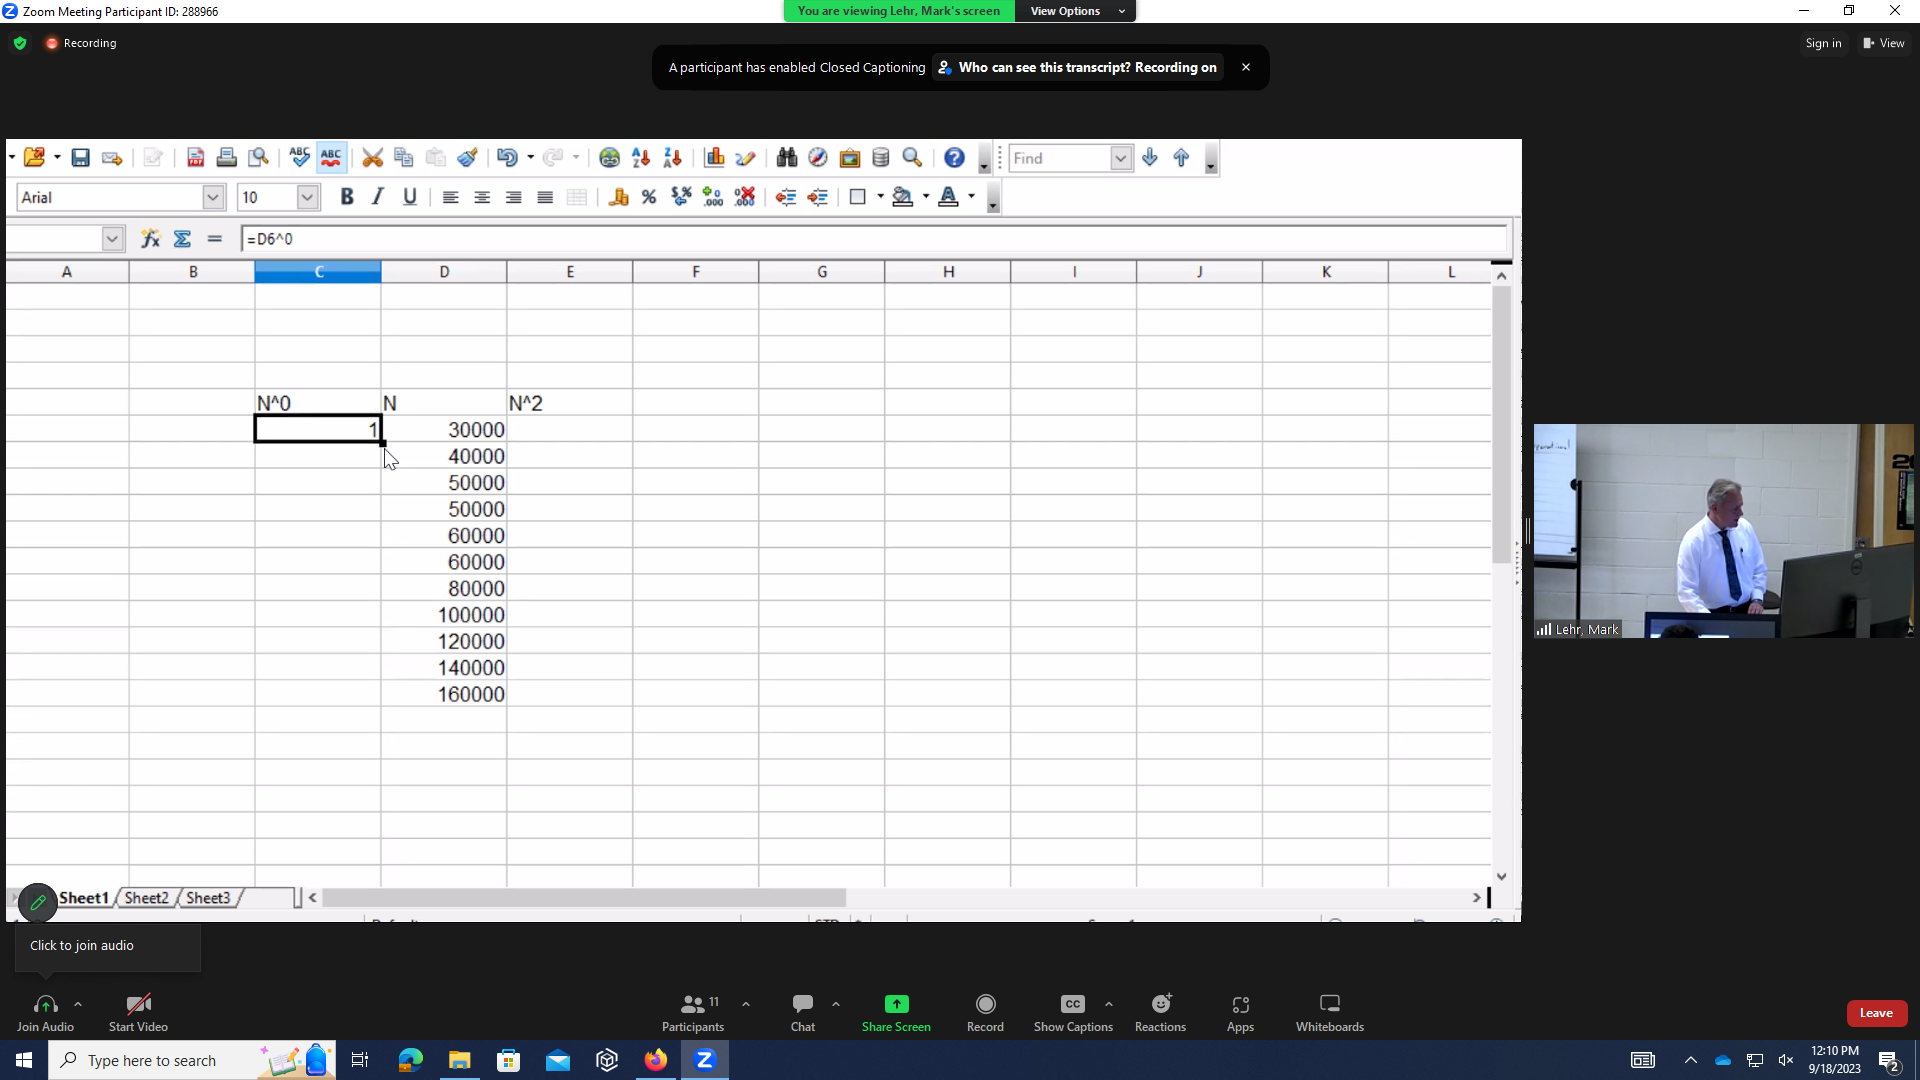 Zoom Meeting Participant ID: 288966
You are viewing Lehr, Mark's screen
View Options
Recording
A participant has enabled Closed Captioning
Who can see this transcript? Recording on
Sign in
View
Find
Arial
10
=D6^0
A B C D E F G H I J K L
N^0 N N^2
1 30000
40000
50000
50000
60000
60000
80000
100000
120000
140000
160000
Lehr, Mark
Sheet1 Sheet2 Sheet3
Click to join audio
Join Audio
Start Video
11
Participants
Chat
Share Screen
Record
CC
Show Captions
Reactions
Apps
Whiteboards
Leave
Type here to search
12:10 PM
9/18/2023
2